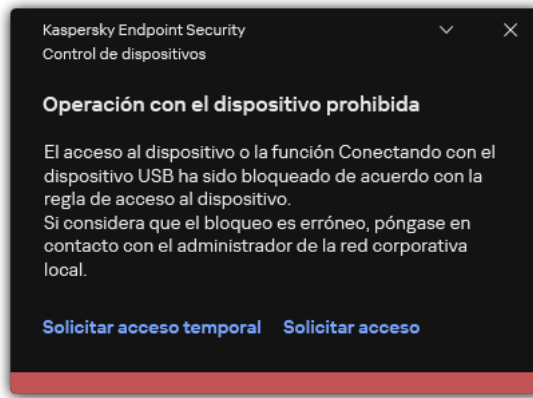 Kaspersky Endpoint Security
Control de dispositivos
Operación con el dispositivo prohibida
El acceso al dispositivo o la función Conectando con el
dispositivo USB ha sido bloqueado de acuerdo con la
regla de acceso al dispositivo.
Si considera que el bloqueo es erróneo, póngase en
contacto con el administrador de la red corporativa
local.
Solicitar acceso temporal Solicitar acceso